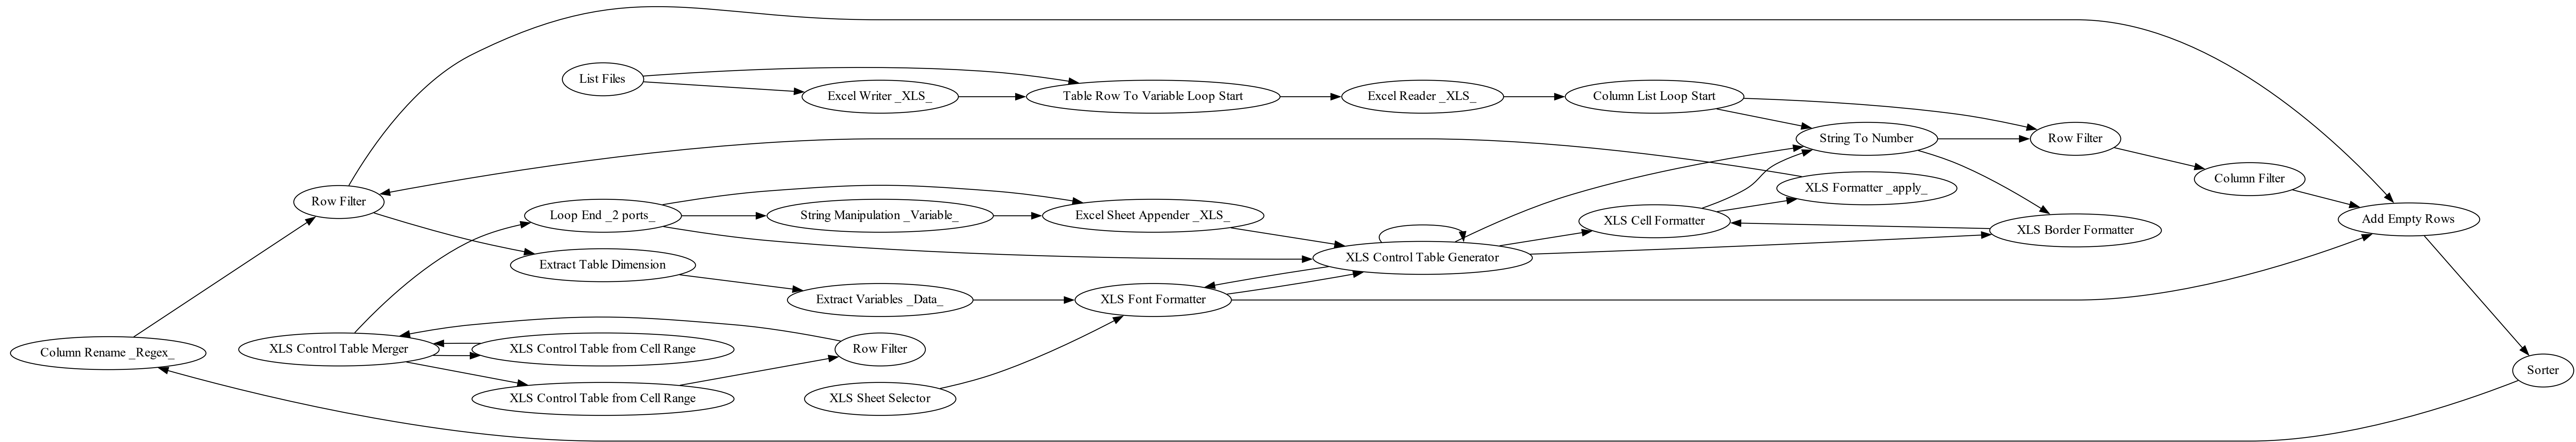 List Files
Excel Writer _XLS_
Table Row To Variable Loop Start
Excel Reader _XLS_
Column List Loop Start
String To Number
Row Filter
Column Filter
XLS Formatter _apply_
Row Filter
Loop End _2 ports_
String Manipulation _Variable_
Excel Sheet Appender _XLS_
XLS Cell Formatter
Add Empty Rows
XLS Border Formatter
Extract Table Dimension
XLS Control Table Generator
Extract Variables _Data_
XLS Font Formatter
Column Rename _Regex_
XLS Control Table Merger
XLS Control Table from Cell Range
Row Filter
Sorter
XLS Control Table from Cell Range
XLS Sheet Selector